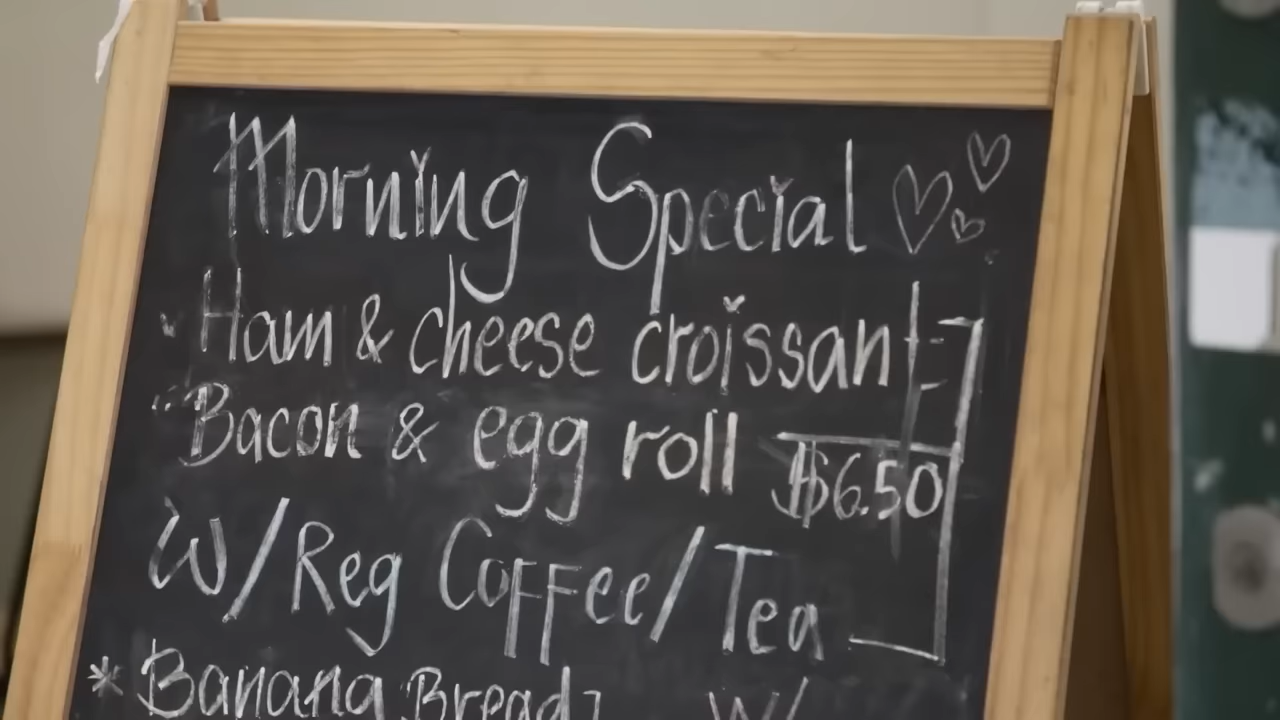 Morning Special
Ham & cheese croissant
Bacon & egg roll
$6.50
W/Reg Coffee/Tea
* Banana Bread W/